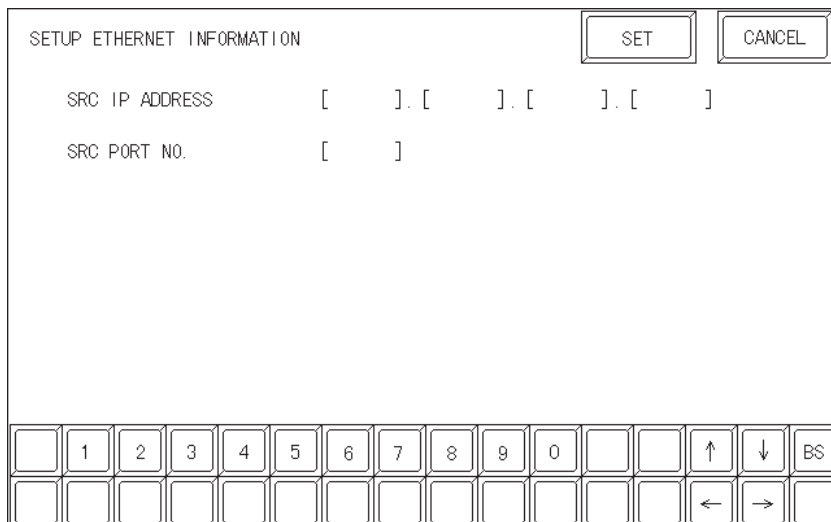 SETUP ETHERNET INFORMATION SET CANCEL
SRC IP ADDRESS [ ]. [ ]. [ ]. [ ]
SRC PORT NO. [ ]
1 2 3 4 5 6 7 8 9 0 ↑ ↓ BS
← →